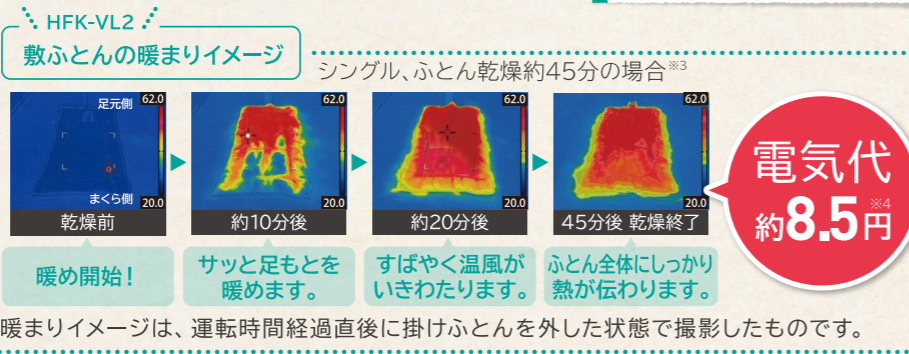 HFK-VL2
敷ふとんの暖まりイメージ
シングル、ふとん乾燥約45分の場合※3
足元側
まくら側
62.0
20.0
乾燥前
62.0
20.0
約10分後
62.0
20.0
約20分後
62.0
20.0
45分後 乾燥終了
電気代
約8.5円※4
暖め開始!
サッと足もとを
暖めます。
すばやく温風が
いきわたります。
ふとん全体にしっかり
熱が伝わります。
暖まりイメージは、運転時間経過直後に掛けふとんを外した状態で撮影したものです。